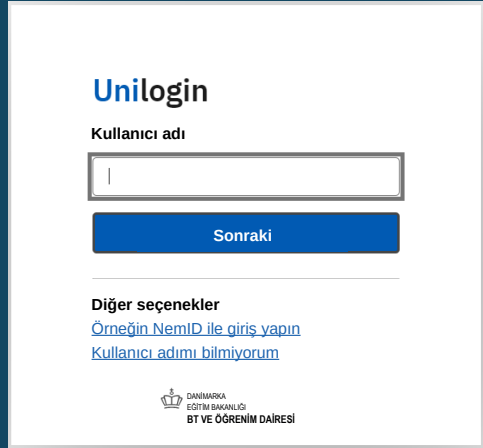 Unilogin
Kullanıcı adı
Sonraki
Diğer seçenekler
Örneğin NemID ile giriş yapın
Kullanıcı adımı bilmiyorum
DANİMARKA
EĞİTİM BAKANLIĞI
BT VE ÖĞRENİM DAİRESİ